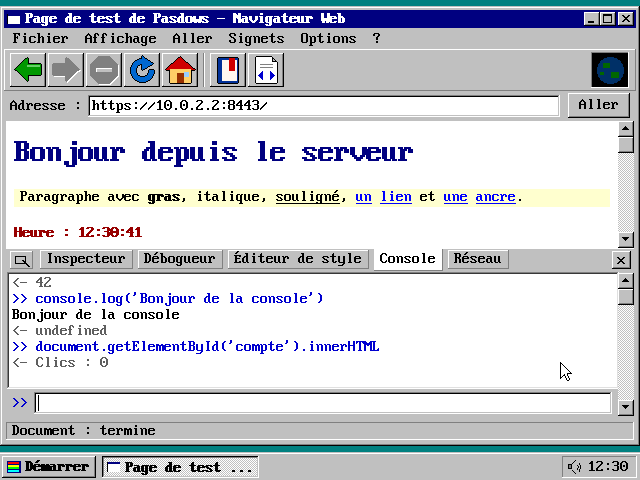 Page de test de Pasdows - Navigateur Web
Fichier Affichage Aller Signets Options ?
Adresse : https://10.0.2.2:8443/ Aller
Bonjour depuis le serveur
Paragraphe avec gras, italique, souligné, un lien et une ancre.
Heure : 12:30:41
Inspecteur Débogueur Éditeur de style Console Réseau
<- 42
>> console.log('Bonjour de la console')
Bonjour de la console
<- undefined
>> document.getElementById('compte').innerHTML
<- Clics : 0
>>
Document : termine
Démarrer Page de test ... 12:30